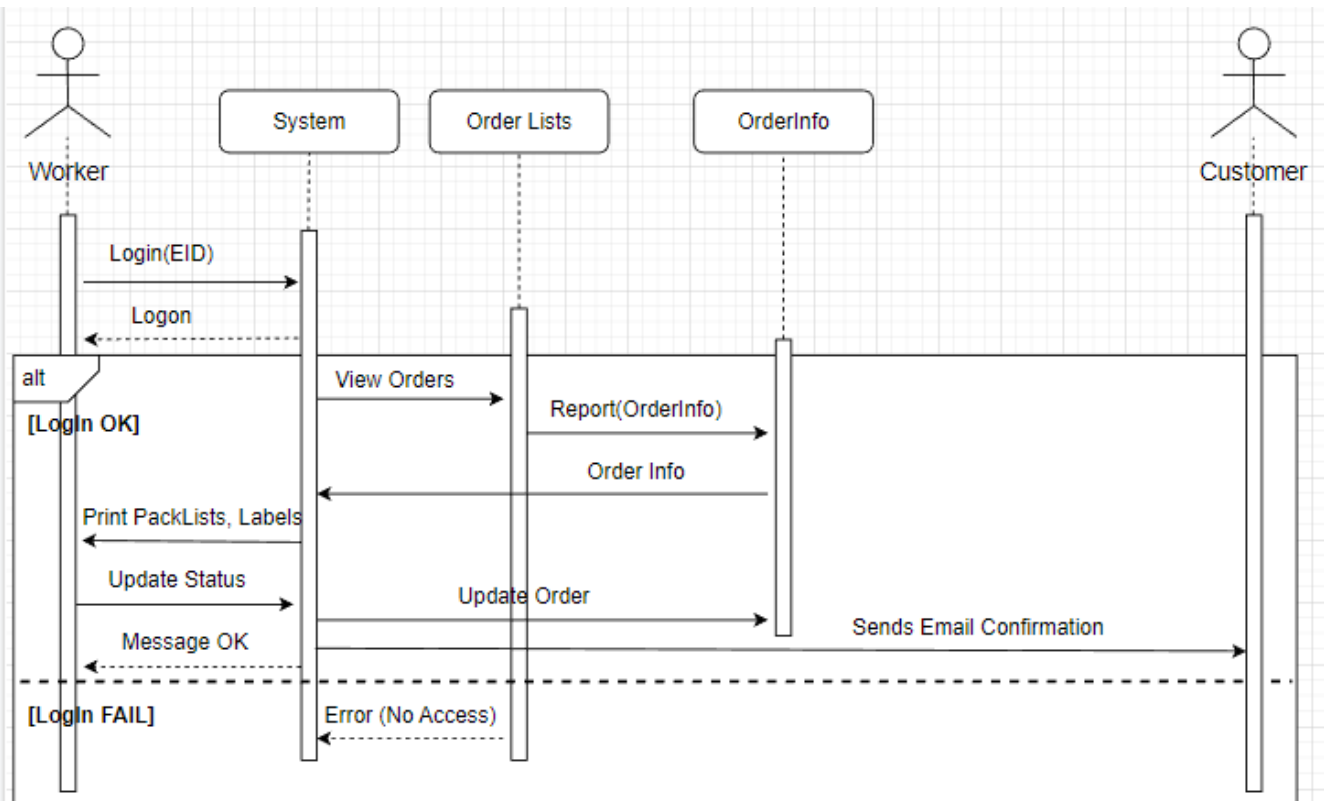 System
Order Lists
OrderInfo
Worker
Customer
Login(EID)
Logon
alt
View Orders
[LogIn OK]
Report(OrderInfo)
Order Info
Print PackLists, Labels
Update Status
Update Order
Sends Email Confirmation
Message OK
[LogIn FAIL]
Error (No Access)